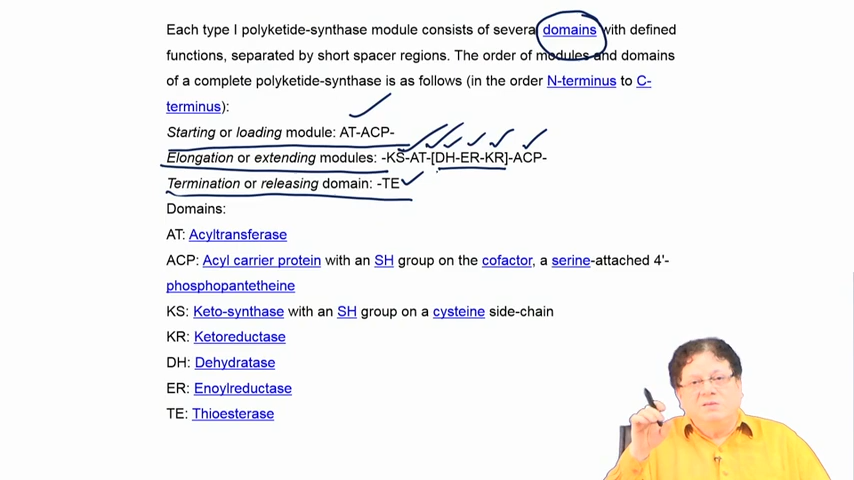 Each type I polyketide-synthase module consists of several domains with defined
functions, separated by short spacer regions. The order of modules and domains
of a complete polyketide-synthase is as follows (in the order N-terminus to C-
terminus):
Starting or loading module: AT-ACP-
Elongation or extending modules: -KS-AT-[DH-ER-KR]-ACP-
Termination or releasing domain: -TE
Domains:
AT: Acyltransferase
ACP: Acyl carrier protein with an SH group on the cofactor, a serine-attached 4'-
phosphopantetheine
KS: Keto-synthase with an SH group on a cysteine side-chain
KR: Ketoreductase
DH: Dehydratase
ER: Enoylreductase
TE: Thioesterase